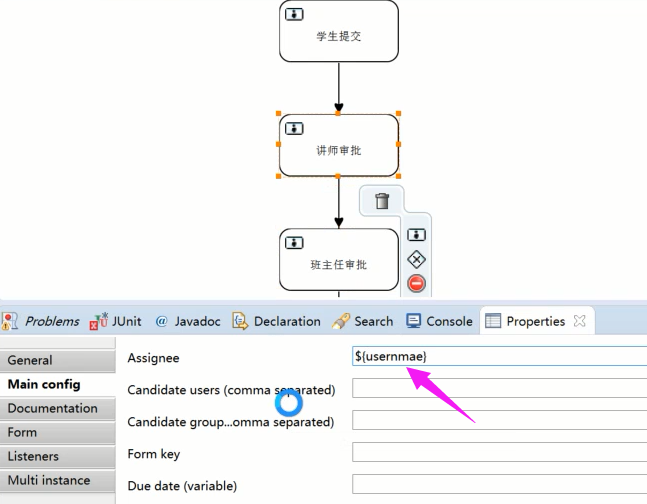 学生提交
讲师审批
班主任审批
Problems JUnit @ Javadoc Declaration Search Console Properties
General
Main config
Documentation
Form
Listeners
Multi instance
Assignee ${usernmae}
Candidate users (comma separated)
Candidate group...omma separated)
Form key
Due date (variable)